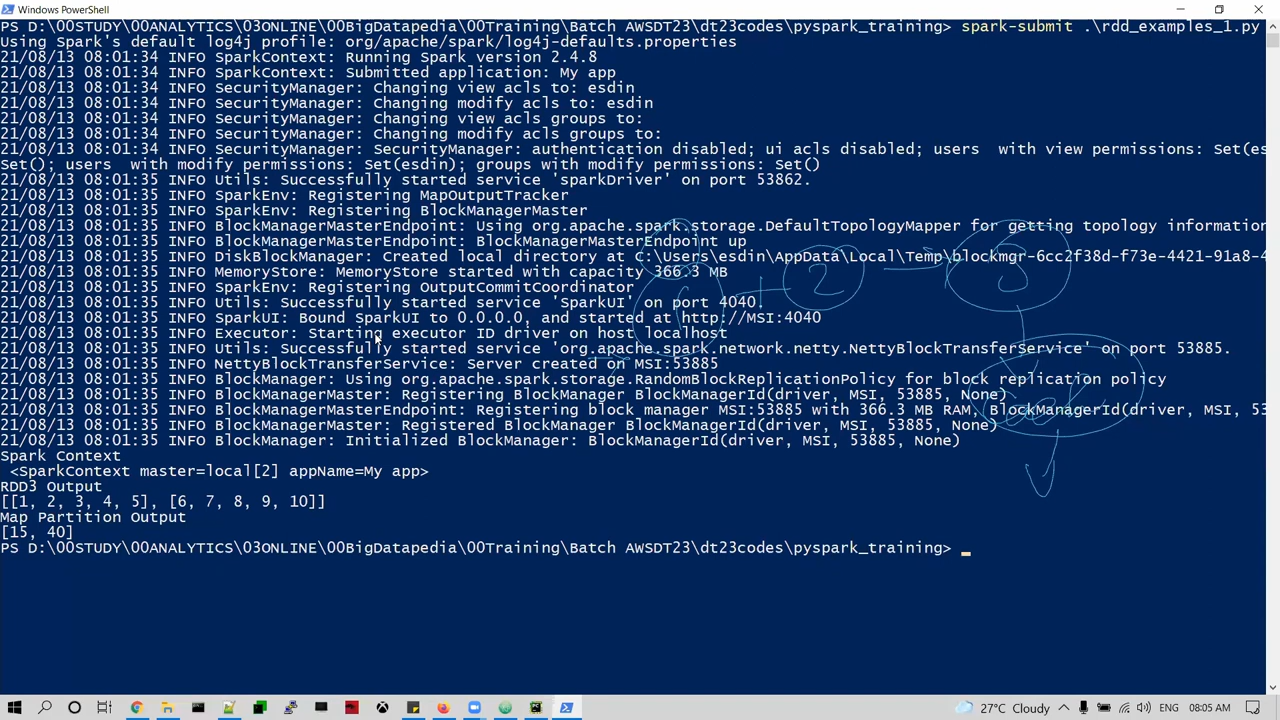 Windows PowerShell
PS D:\00STUDY\00ANALYTICS\03ONLINE\00BigDatapedia\00Training\Batch AWSDT23\dt23codes\pyspark_training> spark-submit .\rdd_examples_1.py
Using Spark's default log4j profile: org/apache/spark/log4j-defaults.properties
21/08/13 08:01:34 INFO SparkContext: Running Spark version 2.4.8
21/08/13 08:01:34 INFO SparkContext: Submitted application: My app
21/08/13 08:01:34 INFO SecurityManager: Changing view acls to: esdin
21/08/13 08:01:34 INFO SecurityManager: Changing modify acls to: esdin
21/08/13 08:01:34 INFO SecurityManager: Changing view acls groups to:
21/08/13 08:01:34 INFO SecurityManager: Changing modify acls groups to:
21/08/13 08:01:34 INFO SecurityManager: authentication disabled; ui acls disabled; users  with view permissions: Set(es
Set(); users  with modify permissions: Set(esdin); groups with modify permissions: Set()
21/08/13 08:01:35 INFO Utils: Successfully started service 'sparkDriver' on port 53862.
21/08/13 08:01:35 INFO SparkEnv: Registering MapOutputTracker
21/08/13 08:01:35 INFO SparkEnv: Registering BlockManagerMaster
21/08/13 08:01:35 INFO BlockManagerMasterEndpoint: Using org.apache.spark.storage.DefaultTopologyMapper for getting topology information
21/08/13 08:01:35 INFO BlockManagerMasterEndpoint: BlockManagerMasterEndpoint up
21/08/13 08:01:35 INFO DiskBlockManager: Created local directory at C:\Users\esdin\AppData\Local\Temp\blockmgr-6cc2f38d-f73e-4421-91a8-4
21/08/13 08:01:35 INFO MemoryStore: MemoryStore started with capacity 366.3 MB
21/08/13 08:01:35 INFO SparkEnv: Registering OutputCommitCoordinator
21/08/13 08:01:35 INFO Utils: Successfully started service 'SparkUI' on port 4040.
21/08/13 08:01:35 INFO SparkUI: Bound SparkUI to 0.0.0.0, and started at http://MSI:4040
21/08/13 08:01:35 INFO Executor: Starting executor ID driver on host localhost
21/08/13 08:01:35 INFO Utils: Successfully started service 'org.apache.spark.network.netty.NettyBlockTransferService' on port 53885.
21/08/13 08:01:35 INFO NettyBlockTransferService: Server created on MSI:53885
21/08/13 08:01:35 INFO BlockManager: Using org.apache.spark.storage.RandomBlockReplicationPolicy for block replication policy
21/08/13 08:01:35 INFO BlockManagerMaster: Registering BlockManager BlockManagerId(driver, MSI, 53885, None)
21/08/13 08:01:35 INFO BlockManagerMasterEndpoint: Registering block manager MSI:53885 with 366.3 MB RAM, BlockManagerId(driver, MSI, 53
21/08/13 08:01:35 INFO BlockManagerMaster: Registered BlockManager BlockManagerId(driver, MSI, 53885, None)
21/08/13 08:01:35 INFO BlockManager: Initialized BlockManager: BlockManagerId(driver, MSI, 53885, None)
Spark Context
<SparkContext master=local[2] appName=My app>
RDD3 Output
[[1, 2, 3, 4, 5], [6, 7, 8, 9, 10]]
Map Partition Output
[15, 40]
PS D:\00STUDY\00ANALYTICS\03ONLINE\00BigDatapedia\00Training\Batch AWSDT23\dt23codes\pyspark_training>
2
3
27°C Cloudy
ENG
08:05 AM